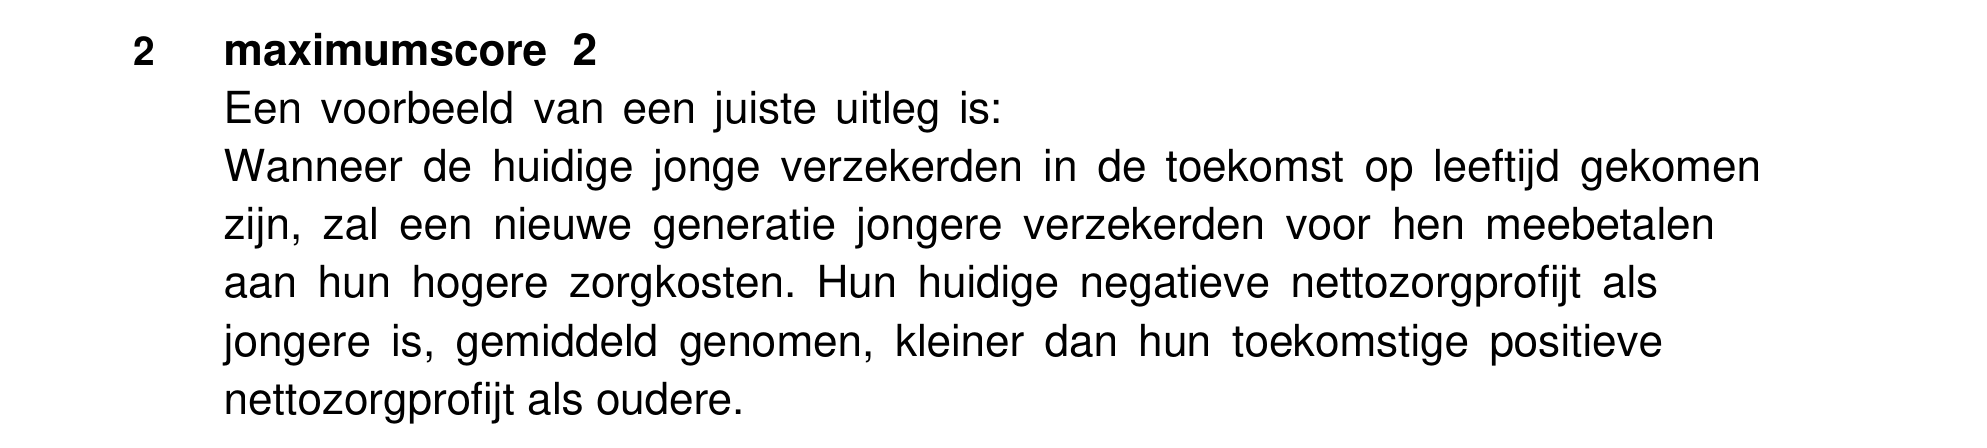 2 maximumscore 2
Een voorbeeld van een juiste uitleg is:
Wanneer de huidige jonge verzekerden in de toekomst op leeftijd gekomen
zijn, zal een nieuwe generatie jongere verzekerden voor hen meebetalen
aan hun hogere zorgkosten. Hun huidige negatieve nettozorgprofijt als
jongere is, gemiddeld genomen, kleiner dan hun toekomstige positieve
nettozorgprofijt als oudere.